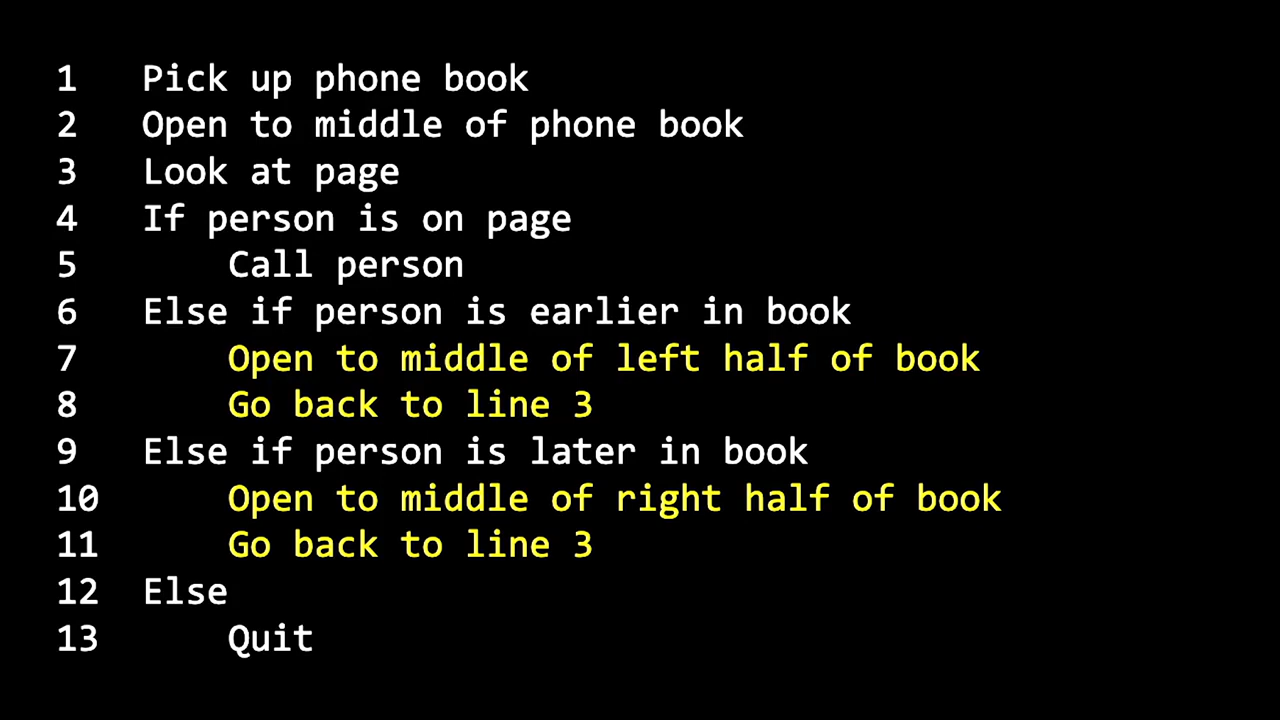 1 Pick up phone book
2 Open to middle of phone book
3 Look at page
4 If person is on page
5 Call person
6 Else if person is earlier in book
7 Open to middle of left half of book
8 Go back to line 3
9 Else if person is later in book
10 Open to middle of right half of book
11 Go back to line 3
12 Else
13 Quit